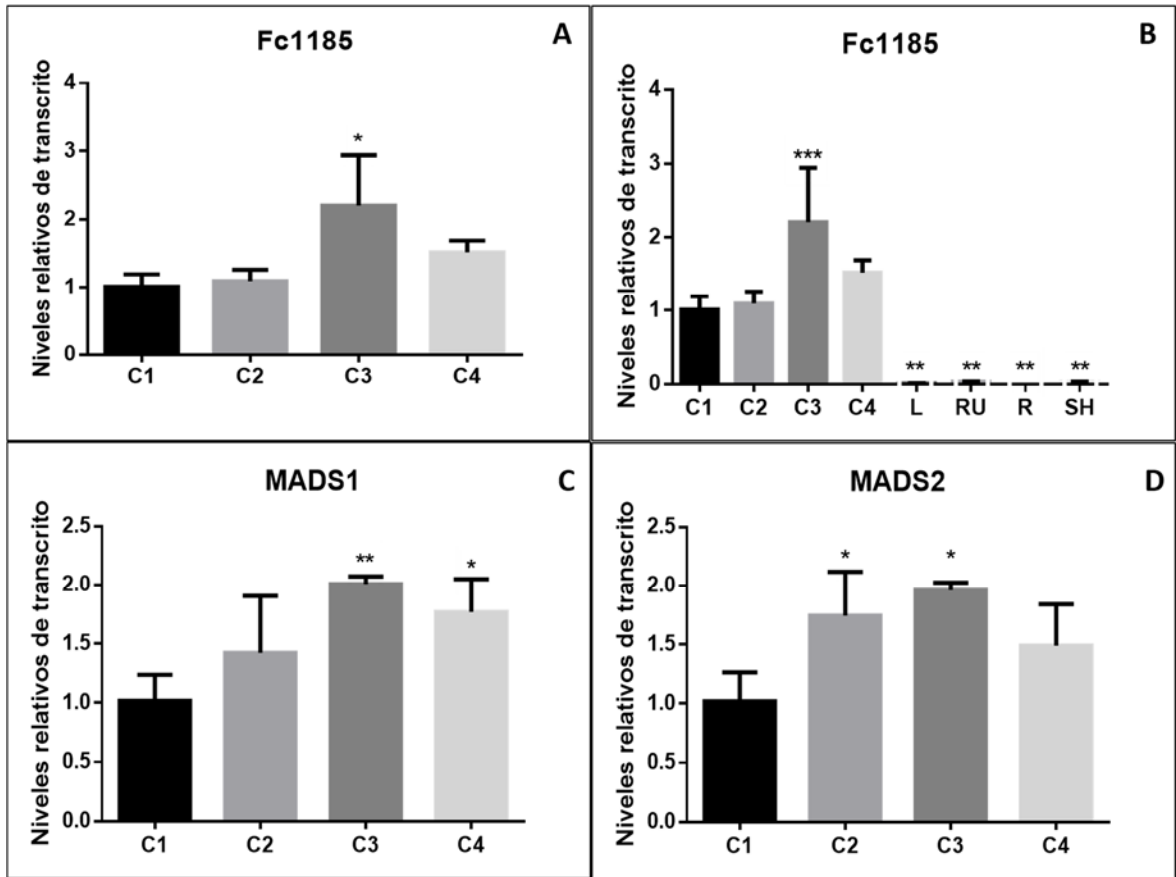 Fc1185
A
Niveles relativos de transcrito
4
3
2
1
0
*
C1 C2 C3 C4
Fc1185
B
Niveles relativos de transcrito
4
3
2
1
0
*** ** ** ** **
C1 C2 C3 C4 L RU R SH
MADS1
C
Niveles relativos de transcrito
2.5
2.0
1.5
1.0
0.5
0.0
** *
C1 C2 C3 C4
MADS2
D
Niveles relativos de transcrito
2.5
2.0
1.5
1.0
0.5
0.0
* *
C1 C2 C3 C4